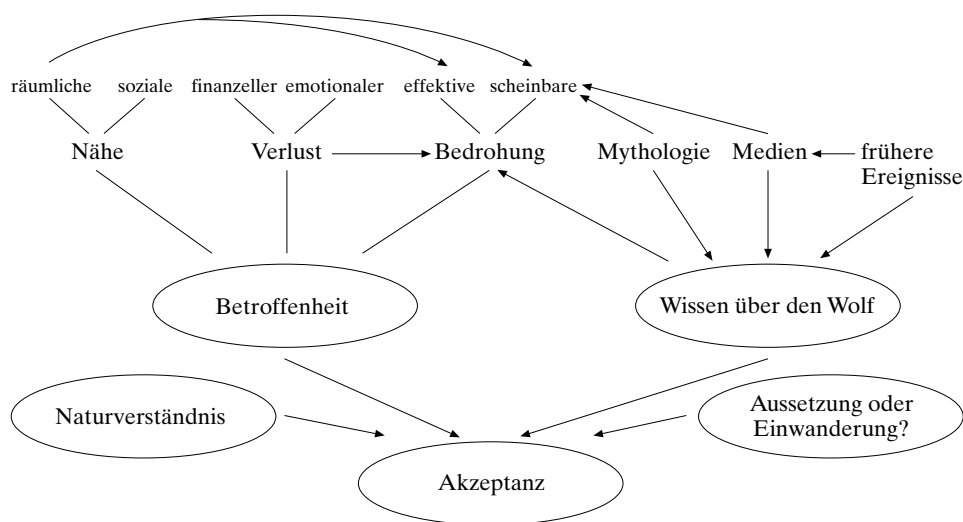 räumliche soziale finanzeller emotionaler effektive scheinbare
Nähe Verlust Bedrohung Mythologie Medien frühere
Ereignisse
Betroffenheit Wissen über den Wolf
Naturverständnis Aussetzung oder
Einwanderung?
Akzeptanz